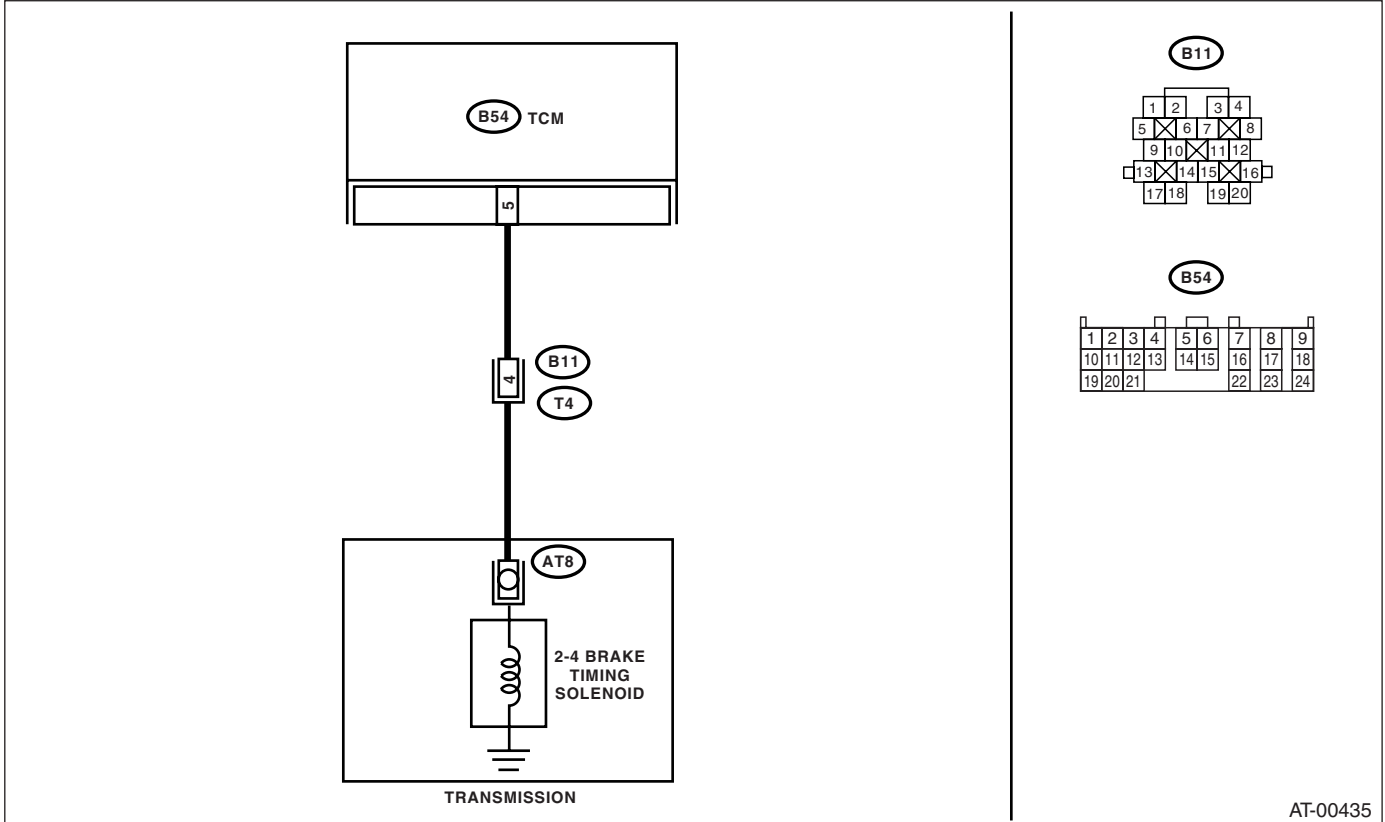 B54 TCM
5
B11
4
T4
AT8
2-4 BRAKE
TIMING
SOLENOID
TRANSMISSION
B11
1 2 3 4
5 6 7 8
9 10 11 12
13 14 15 16
17 18 19 20
B54
1 2 3 4 5 6 7 8 9
10 11 12 13 14 15 16 17 18
19 20 21 22 23 24
AT-00435